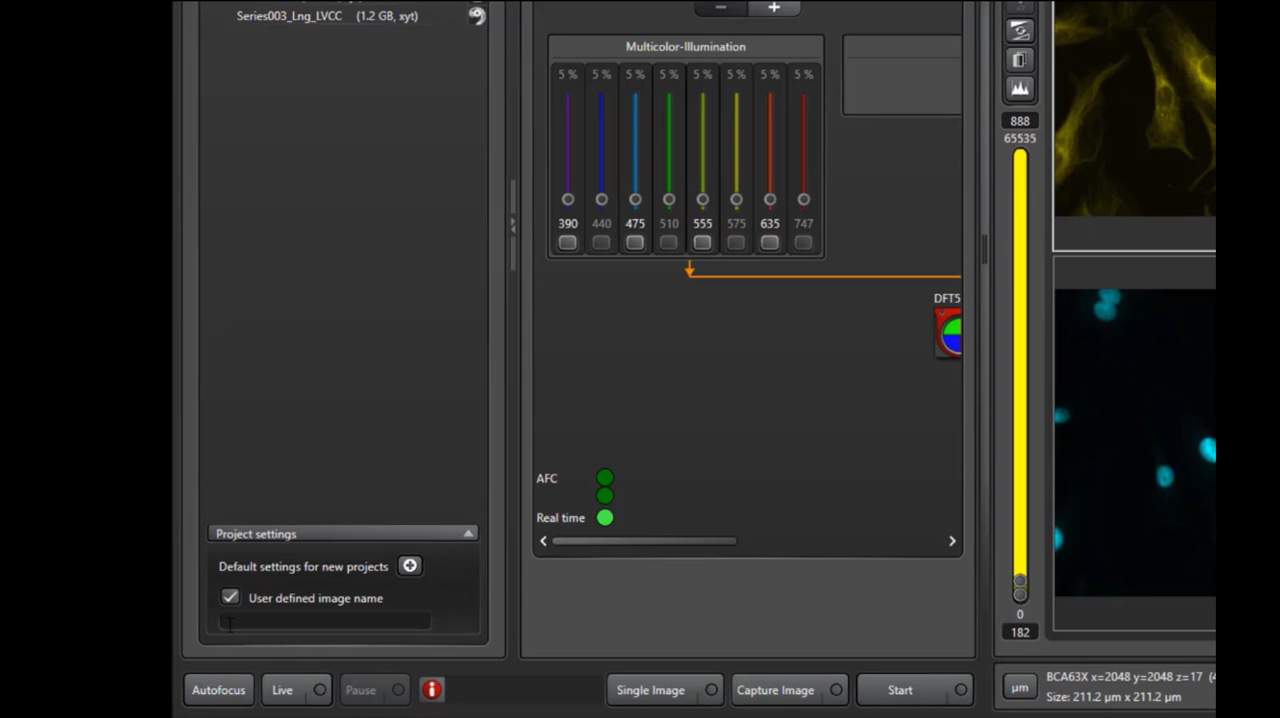 Series003_Lng_LVCC (1.2 GB, xyt)
− +
Multicolor-Illumination
5 % 5 % 5 % 5 % 5 % 5 % 5 % 5 %
390 440 475 510 555 575 635 747
888
65535
DFT5
AFC
Real time
Project settings
Default settings for new projects
User defined image name
0
182
Autofocus Live Pause Single Image Capture Image Start
µm
BCA63X x=2048 y=2048 z=17 (4
Size: 211.2 µm x 211.2 µm